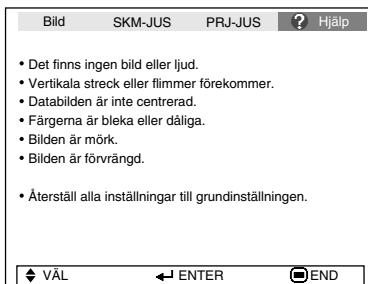 Bild SKM-JUS PRJ-JUS ? Hjälp
• Det finns ingen bild eller ljud.
• Vertikala streck eller flimmer förekommer.
• Databilden är inte centrerad.
• Färgerna är bleka eller dåliga.
• Bilden är mörk.
• Bilden är förvrängd.
• Återställ alla inställningar till grundinställningen.
VÄL ENTER END